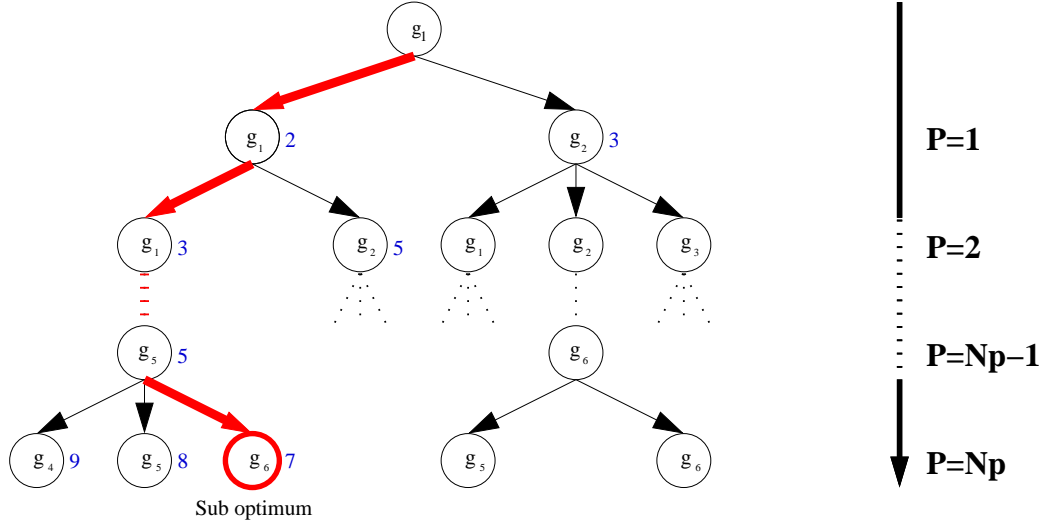 g1
g1 2 g2 3 P=1
g1 3 g2 5 g1 g2 g3 P=2
g5 5 g6 P=Np-1
g4 9 g5 8 g6 7 g5 g6 P=Np
Sub optimum